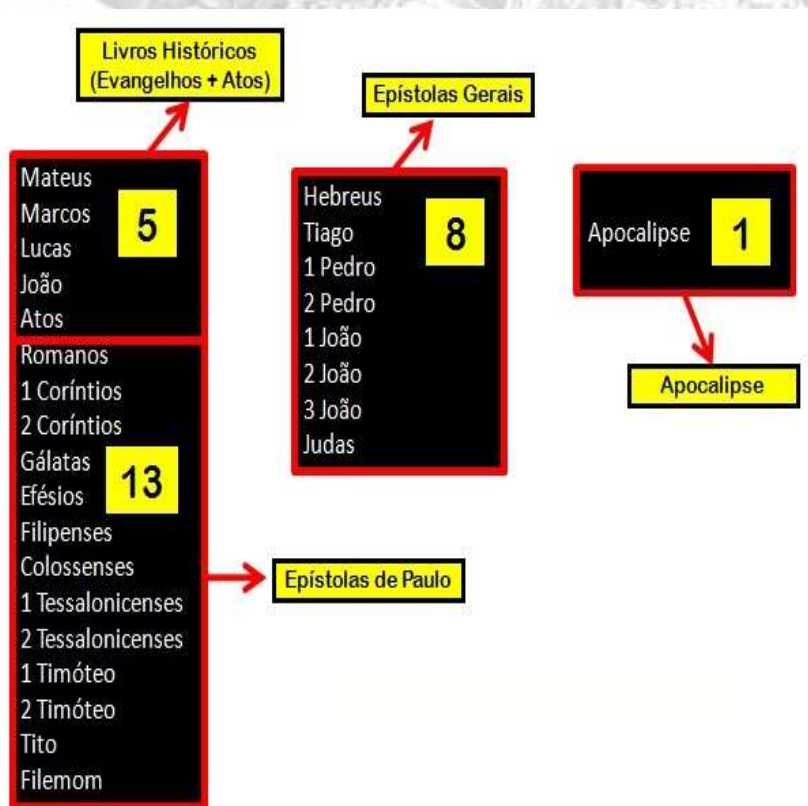 Livros Históricos
(Evangelhos + Atos)
Mateus
Marcos
Lucas
João
Atos
5
Romanos
1 Coríntios
2 Coríntios
Gálatas
Efésios
Filipenses
Colossenses
1 Tessalonicenses
2 Tessalonicenses
1 Timóteo
2 Timóteo
Tito
Filemom
13
Epístolas de Paulo
Epístolas Gerais
Hebreus
Tiago
1 Pedro
2 Pedro
1 João
2 João
3 João
Judas
8
Apocalipse
1
Apocalipse